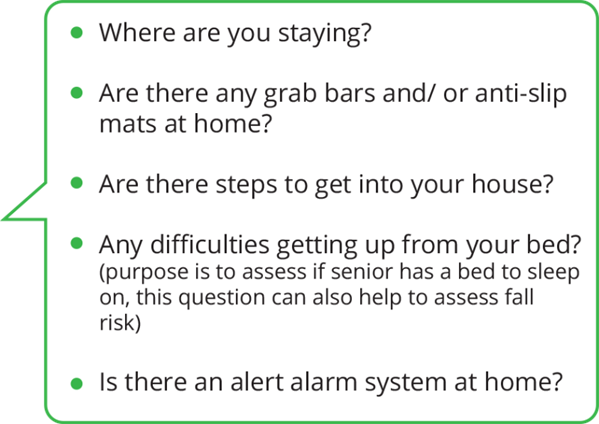 Where are you staying?
Are there any grab bars and/ or anti-slip
mats at home?
Are there steps to get into your house?
Any difficulties getting up from your bed?
(purpose is to assess if senior has a bed to sleep
on, this question can also help to assess fall
risk)
Is there an alert alarm system at home?